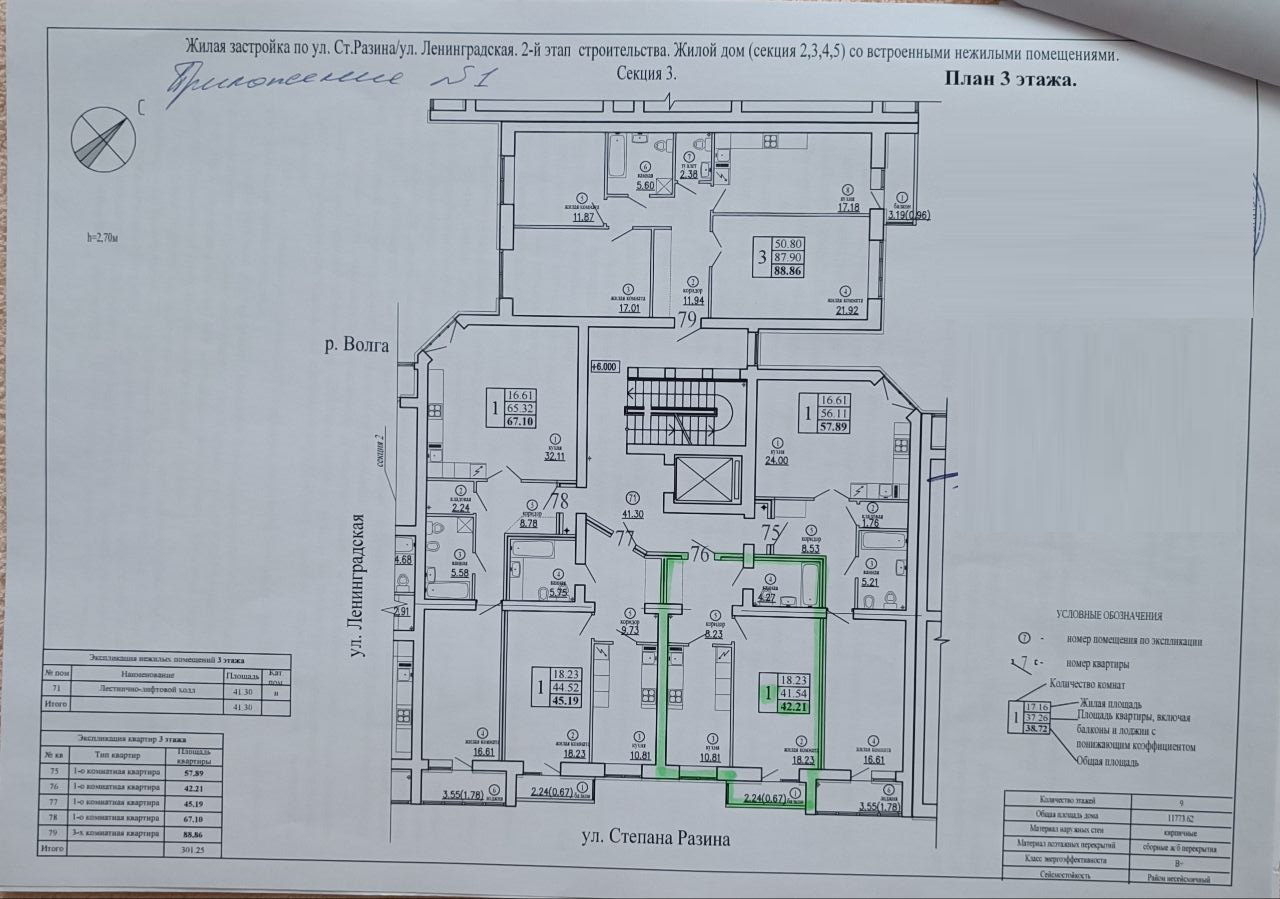 Жилая застройка по ул. Ст.Разина/ул. Ленинградская. 2-й этап строительства. Жилой дом (секция 2,3,4,5) со встроенными нежилыми помещениями.
Приложение №1
Секция 3.
План 3 этажа.
С
h=2,70м
5
жилая комната
11.87
6
ванная
5.60
7
туалет
2.38
8
кухня
17.18
1
балкон
3.19(0.96)
3
жилая комната
17.01
2
коридор
11.94
3
50.80
87.90
88.86
4
жилая комната
21.92
79
р. Волга
+6.000
1
16.61
65.32
67.10
1
кухня
32.11
1
16.61
56.11
57.89
1
кухня
24.00
секция 2
2
кладовая
2.24
5
коридор
8.78
78
71
41.30
77
76
75
5
коридор
8.53
2
кладовая
1.76
ул. Ленинградская
4.68
2.91
3
ванная
5.58
4
ванная
5.75
4
ванная
4.27
3
ванная
5.21
5
коридор
9.73
5
коридор
8.23
1
18.23
44.52
45.19
1
18.23
41.54
42.21
4
жилая комната
16.61
2
жилая комната
18.23
3
кухня
10.81
3
кухня
10.81
2
жилая комната
18.23
4
жилая комната
16.61
3.55(1.78)
6
лоджия
2.24(0.67)
1
балкон
2.24(0.67)
1
балкон
3.55(1.78)
6
лоджия
ул. Степана Разина
УСЛОВНЫЕ ОБОЗНАЧЕНИЯ
7 - номер помещения по экспликации
7 с - номер квартиры
Количество комнат
1
17.16
37.26
38.72
Жилая площадь
Площадь квартиры, включая
балконы и лоджии с
понижающим коэффициентом
Общая площадь
Экспликация нежилых помещений 3 этажа
№ пом Наименование Площадь Кат. пом
71 Лестнично-лифтовой холл 41.30 н
Итого 41.30
Экспликация квартир 3 этажа
№ кв Тип квартир Площадь квартиры
75 1-о комнатная квартира 57.89
76 1-о комнатная квартира 42.21
77 1-о комнатная квартира 45.19
78 1-о комнатная квартира 67.10
79 3-х комнатная квартира 88.86
Итого 301.25
Количество этажей 9
Общая площадь дома 11773.62
Материал наружных стен кирпичные
Материал поэтажных перекрытий сборные ж/б перекрытия
Класс энергоэффективности В+
Сейсмостойкость Район несейсмичный